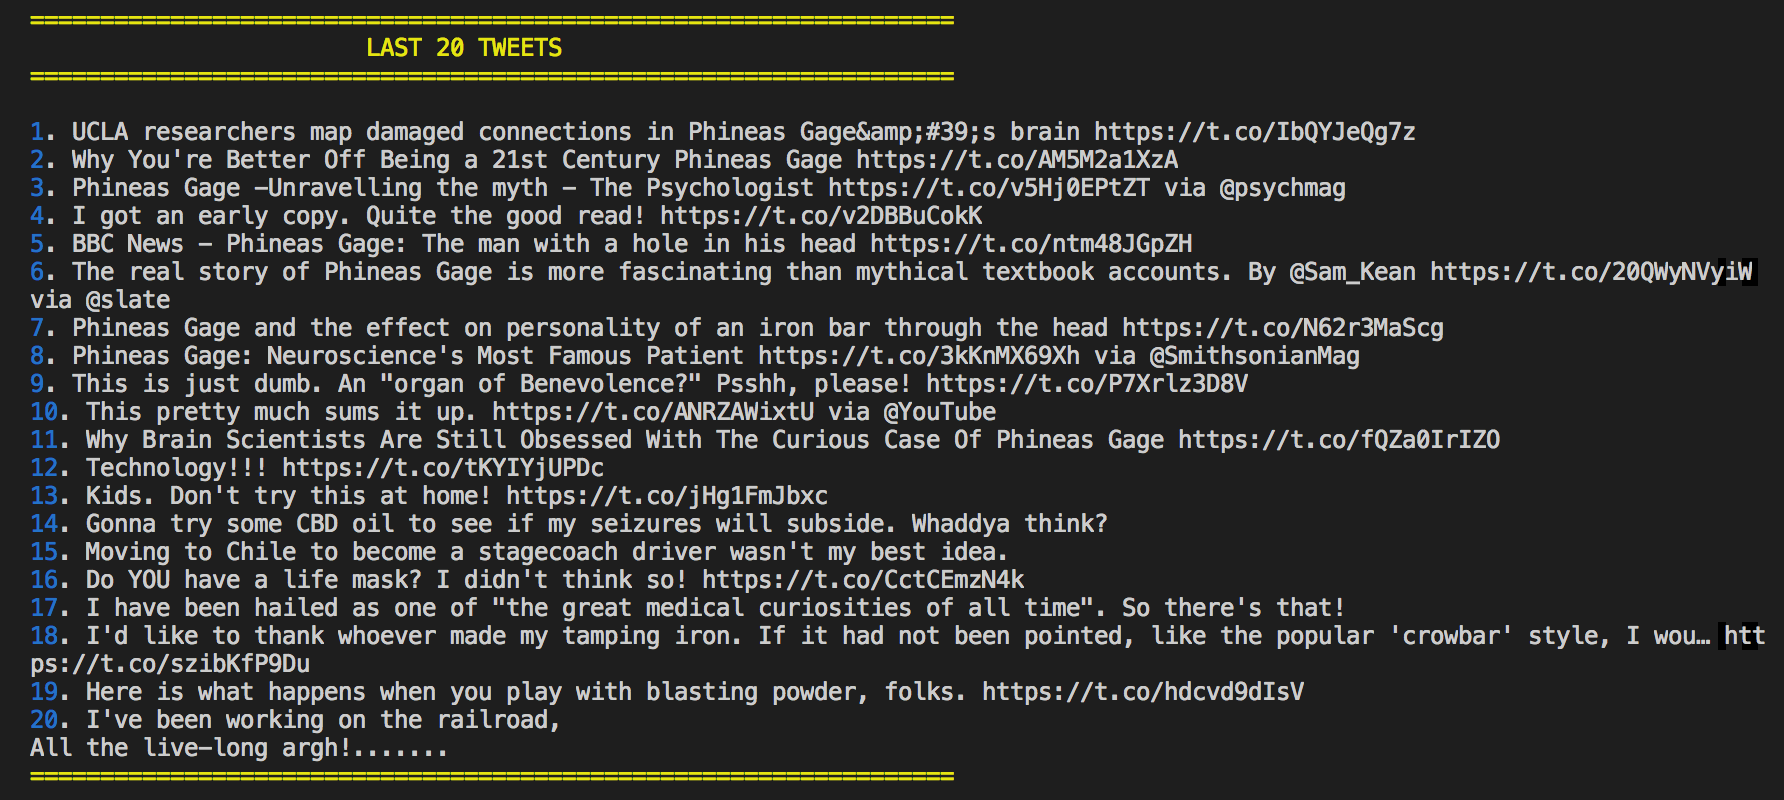 ==================================================================
LAST 20 TWEETS
==================================================================
1. UCLA researchers map damaged connections in Phineas Gage&amp;#39;s brain https://t.co/IbQYJeQg7z
2. Why You're Better Off Being a 21st Century Phineas Gage https://t.co/AM5M2a1XzA
3. Phineas Gage –Unravelling the myth – The Psychologist https://t.co/v5Hj0EPtZT via @psychmag
4. I got an early copy. Quite the good read! https://t.co/v2DBBuCokK
5. BBC News - Phineas Gage: The man with a hole in his head https://t.co/ntm48JGpZH
6. The real story of Phineas Gage is more fascinating than mythical textbook accounts. By @Sam_Kean https://t.co/20QWyNVyiW
via @slate
7. Phineas Gage and the effect on personality of an iron bar through the head https://t.co/N62r3MaScg
8. Phineas Gage: Neuroscience's Most Famous Patient https://t.co/3kKnMX69Xh via @SmithsonianMag
9. This is just dumb. An "organ of Benevolence?" Psshh, please! https://t.co/P7Xrlz3D8V
10. This pretty much sums it up. https://t.co/ANRZAWixtU via @YouTube
11. Why Brain Scientists Are Still Obsessed With The Curious Case Of Phineas Gage https://t.co/fQZa0IrIZO
12. Technology!!! https://t.co/tKYIYjUPDc
13. Kids. Don't try this at home! https://t.co/jHg1FmJbxc
14. Gonna try some CBD oil to see if my seizures will subside. Whaddya think?
15. Moving to Chile to become a stagecoach driver wasn't my best idea.
16. Do YOU have a life mask? I didn't think so! https://t.co/CctCEmzN4k
17. I have been hailed as one of "the great medical curiosities of all time". So there's that!
18. I'd like to thank whoever made my tamping iron. If it had not been pointed, like the popular 'crowbar' style, I wou… htt
ps://t.co/szibKfP9Du
19. Here is what happens when you play with blasting powder, folks. https://t.co/hdcvd9dIsV
20. I've been working on the railroad,
All the live-long argh!.......
==================================================================